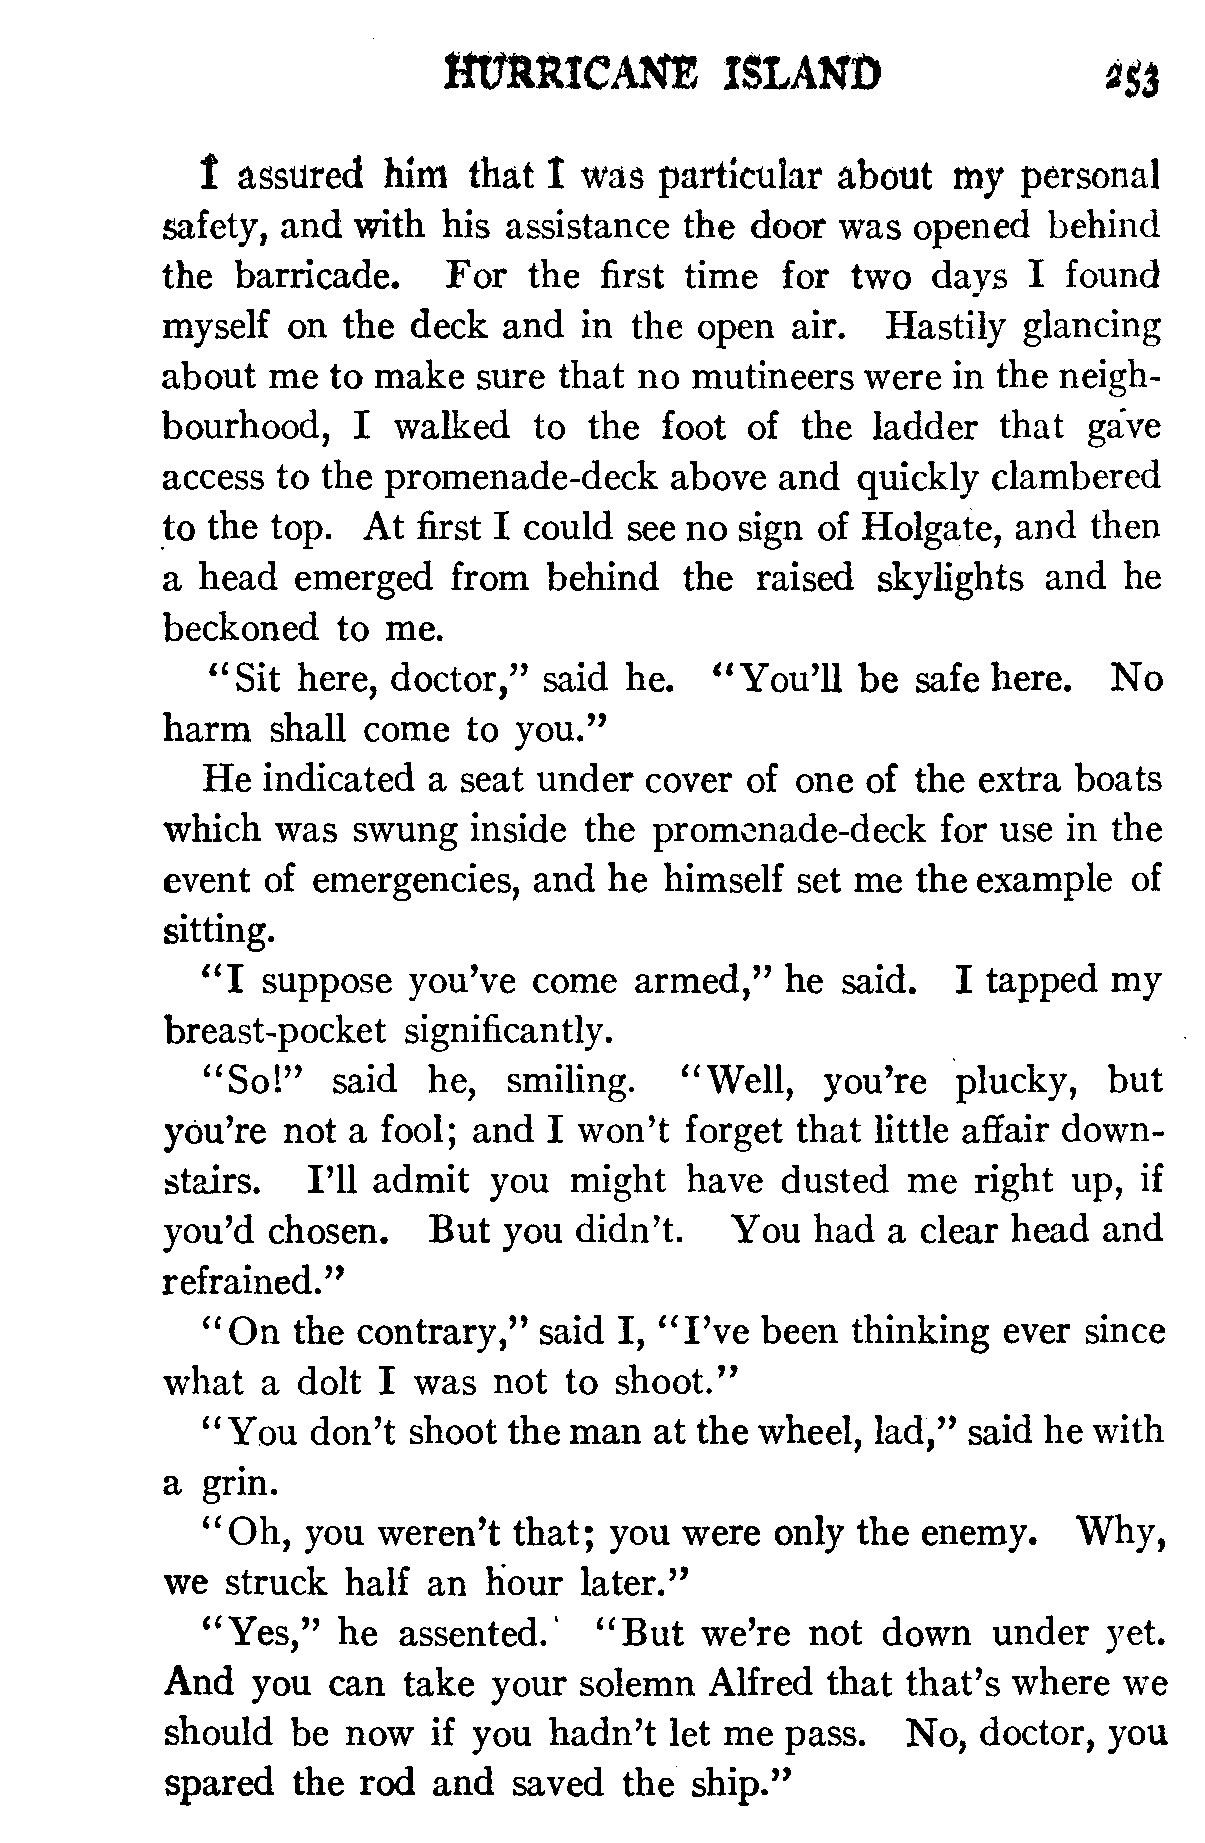 HURRICANE ISLAND 253
I assured him that I was particular about my personal
safety, and with his assistance the door was opened behind
the barricade. For the first time for two days I found
myself on the deck and in the open air. Hastily glancing
about me to make sure that no mutineers were in the neigh-
bourhood, I walked to the foot of the ladder that gave
access to the promenade-deck above and quickly clambered
to the top. At first I could see no sign of Holgate, and then
a head emerged from behind the raised skylights and he
beckoned to me.
“Sit here, doctor,” said he. “You’ll be safe here. No
harm shall come to you.”
He indicated a seat under cover of one of the extra boats
which was swung inside the promenade-deck for use in the
event of emergencies, and he himself set me the example of
sitting.
“I suppose you’ve come armed,” he said. I tapped my
breast-pocket significantly.
“So!” said he, smiling. “Well, you’re plucky, but
you’re not a fool; and I won’t forget that little affair down-
stairs. I’ll admit you might have dusted me right up, if
you’d chosen. But you didn’t. You had a clear head and
refrained.”
“On the contrary,” said I, “I’ve been thinking ever since
what a dolt I was not to shoot.”
“You don’t shoot the man at the wheel, lad,” said he with
a grin.
“Oh, you weren’t that; you were only the enemy. Why,
we struck half an hour later.”
“Yes,” he assented. “But we’re not down under yet.
And you can take your solemn Alfred that that’s where we
should be now if you hadn’t let me pass. No, doctor, you
spared the rod and saved the ship.”